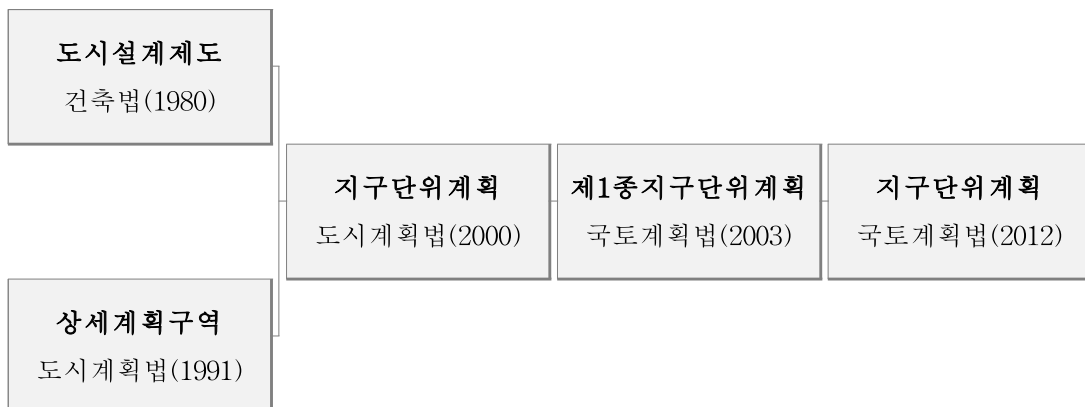 도시설계제도
건축법(1980)
지구단위계획
도시계획법(2000)
제1종지구단위계획
국토계획법(2003)
지구단위계획
국토계획법(2012)
상세계획구역
도시계획법(1991)